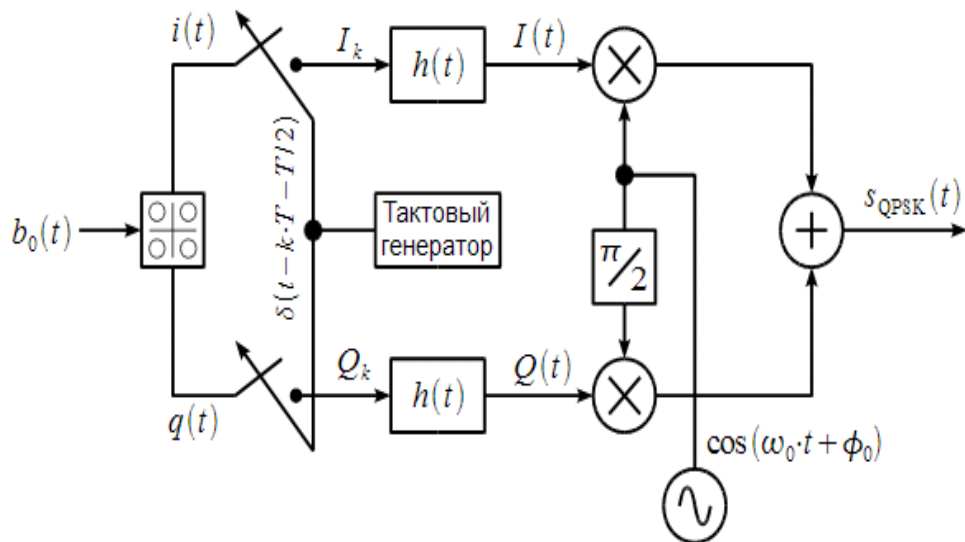 i(t)
I_k
h(t)
I(t)
δ(t−k·T−T/2)
b_0(t)
Тактовый
генератор
π/2
s_QPSK(t)
q(t)
Q_k
h(t)
Q(t)
cos(ω_0·t+ϕ_0)